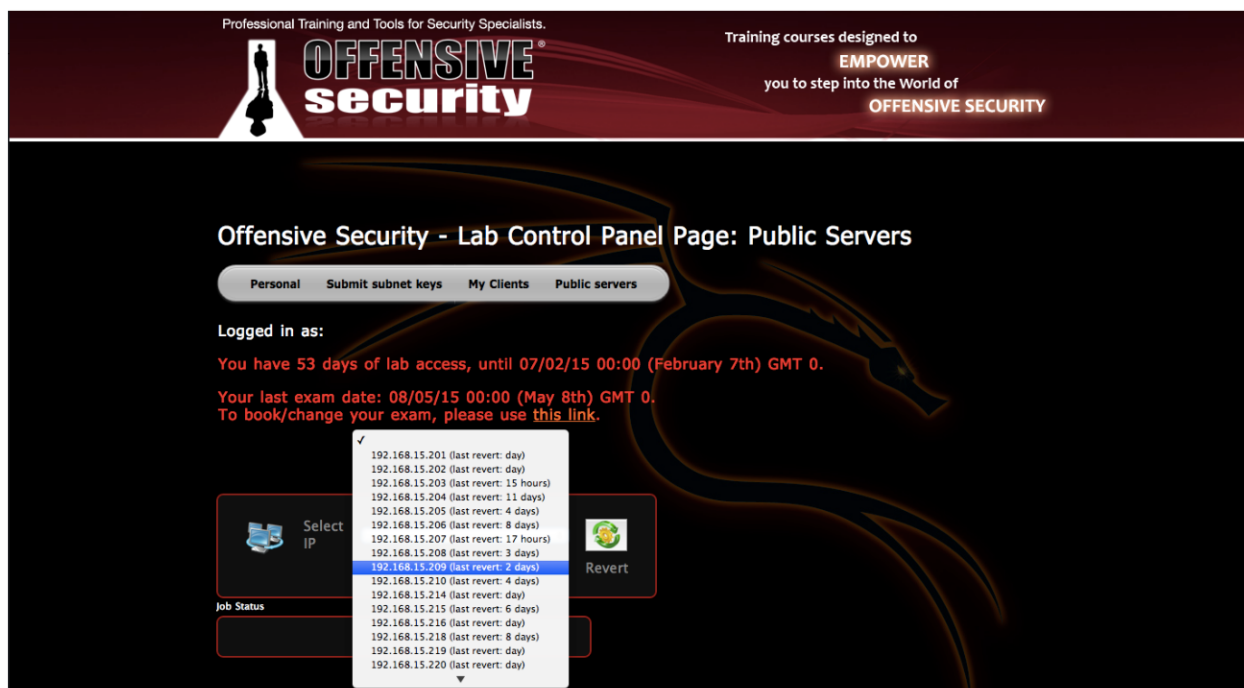 Professional Training and Tools for Security Specialists.
OFFENSIVE®
security
Training courses designed to
EMPOWER
you to step into the World of
OFFENSIVE SECURITY
Offensive Security - Lab Control Panel Page: Public Servers
Personal Submit subnet keys My Clients Public servers
Logged in as:
You have 53 days of lab access, until 07/02/15 00:00 (February 7th) GMT 0.
Your last exam date: 08/05/15 00:00 (May 8th) GMT 0.
To book/change your exam, please use this link.
192.168.15.201 (last revert: day)
192.168.15.202 (last revert: day)
192.168.15.203 (last revert: 15 hours)
192.168.15.204 (last revert: 11 days)
192.168.15.205 (last revert: 4 days)
192.168.15.206 (last revert: 8 days)
192.168.15.207 (last revert: 17 hours)
192.168.15.208 (last revert: 3 days)
192.168.15.209 (last revert: 2 days)
192.168.15.210 (last revert: 4 days)
192.168.15.214 (last revert: day)
192.168.15.215 (last revert: 6 days)
192.168.15.216 (last revert: day)
192.168.15.218 (last revert: 8 days)
192.168.15.219 (last revert: day)
192.168.15.220 (last revert: day)
Select
IP
Revert
Job Status